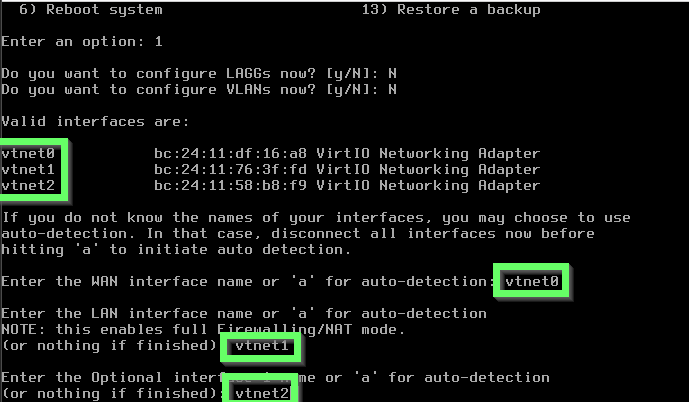 6) Reboot system 13) Restore a backup
Enter an option: 1
Do you want to configure LAGGs now? [y/N]: N
Do you want to configure VLANs now? [y/N]: N
Valid interfaces are:
vtnet0 bc:24:11:df:16:a8 VirtIO Networking Adapter
vtnet1 bc:24:11:76:3f:fd VirtIO Networking Adapter
vtnet2 bc:24:11:58:b8:f9 VirtIO Networking Adapter
If you do not know the names of your interfaces, you may choose to use
auto-detection. In that case, disconnect all interfaces now before
hitting 'a' to initiate auto detection.
Enter the WAN interface name or 'a' for auto-detection: vtnet0
Enter the LAN interface name or 'a' for auto-detection
NOTE: this enables full Firewalling/NAT mode.
(or nothing if finished) vtnet1
Enter the Optional interface 1 name or 'a' for auto-detection
(or nothing if finished): vtnet2